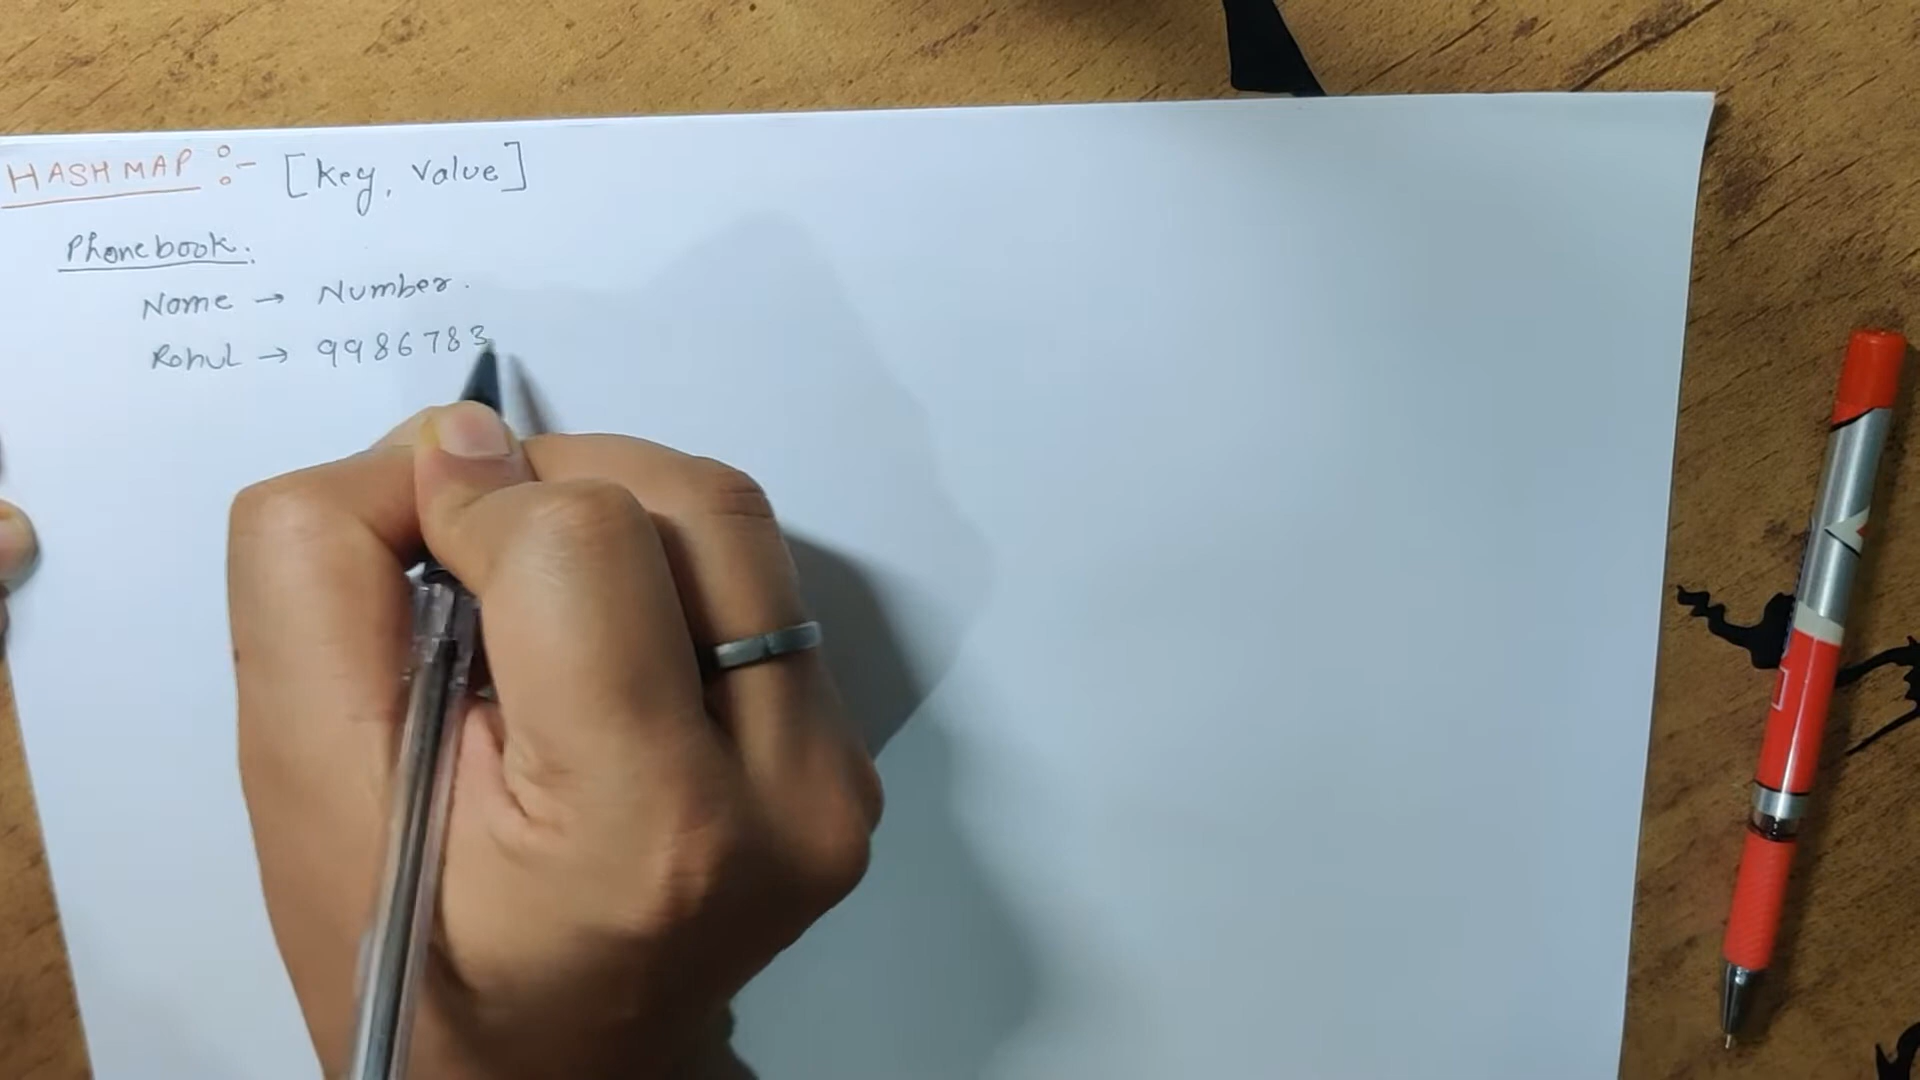 HASHMAP :- [key, value]
Phonebook.
Name → Number.
Rahul → 9986783